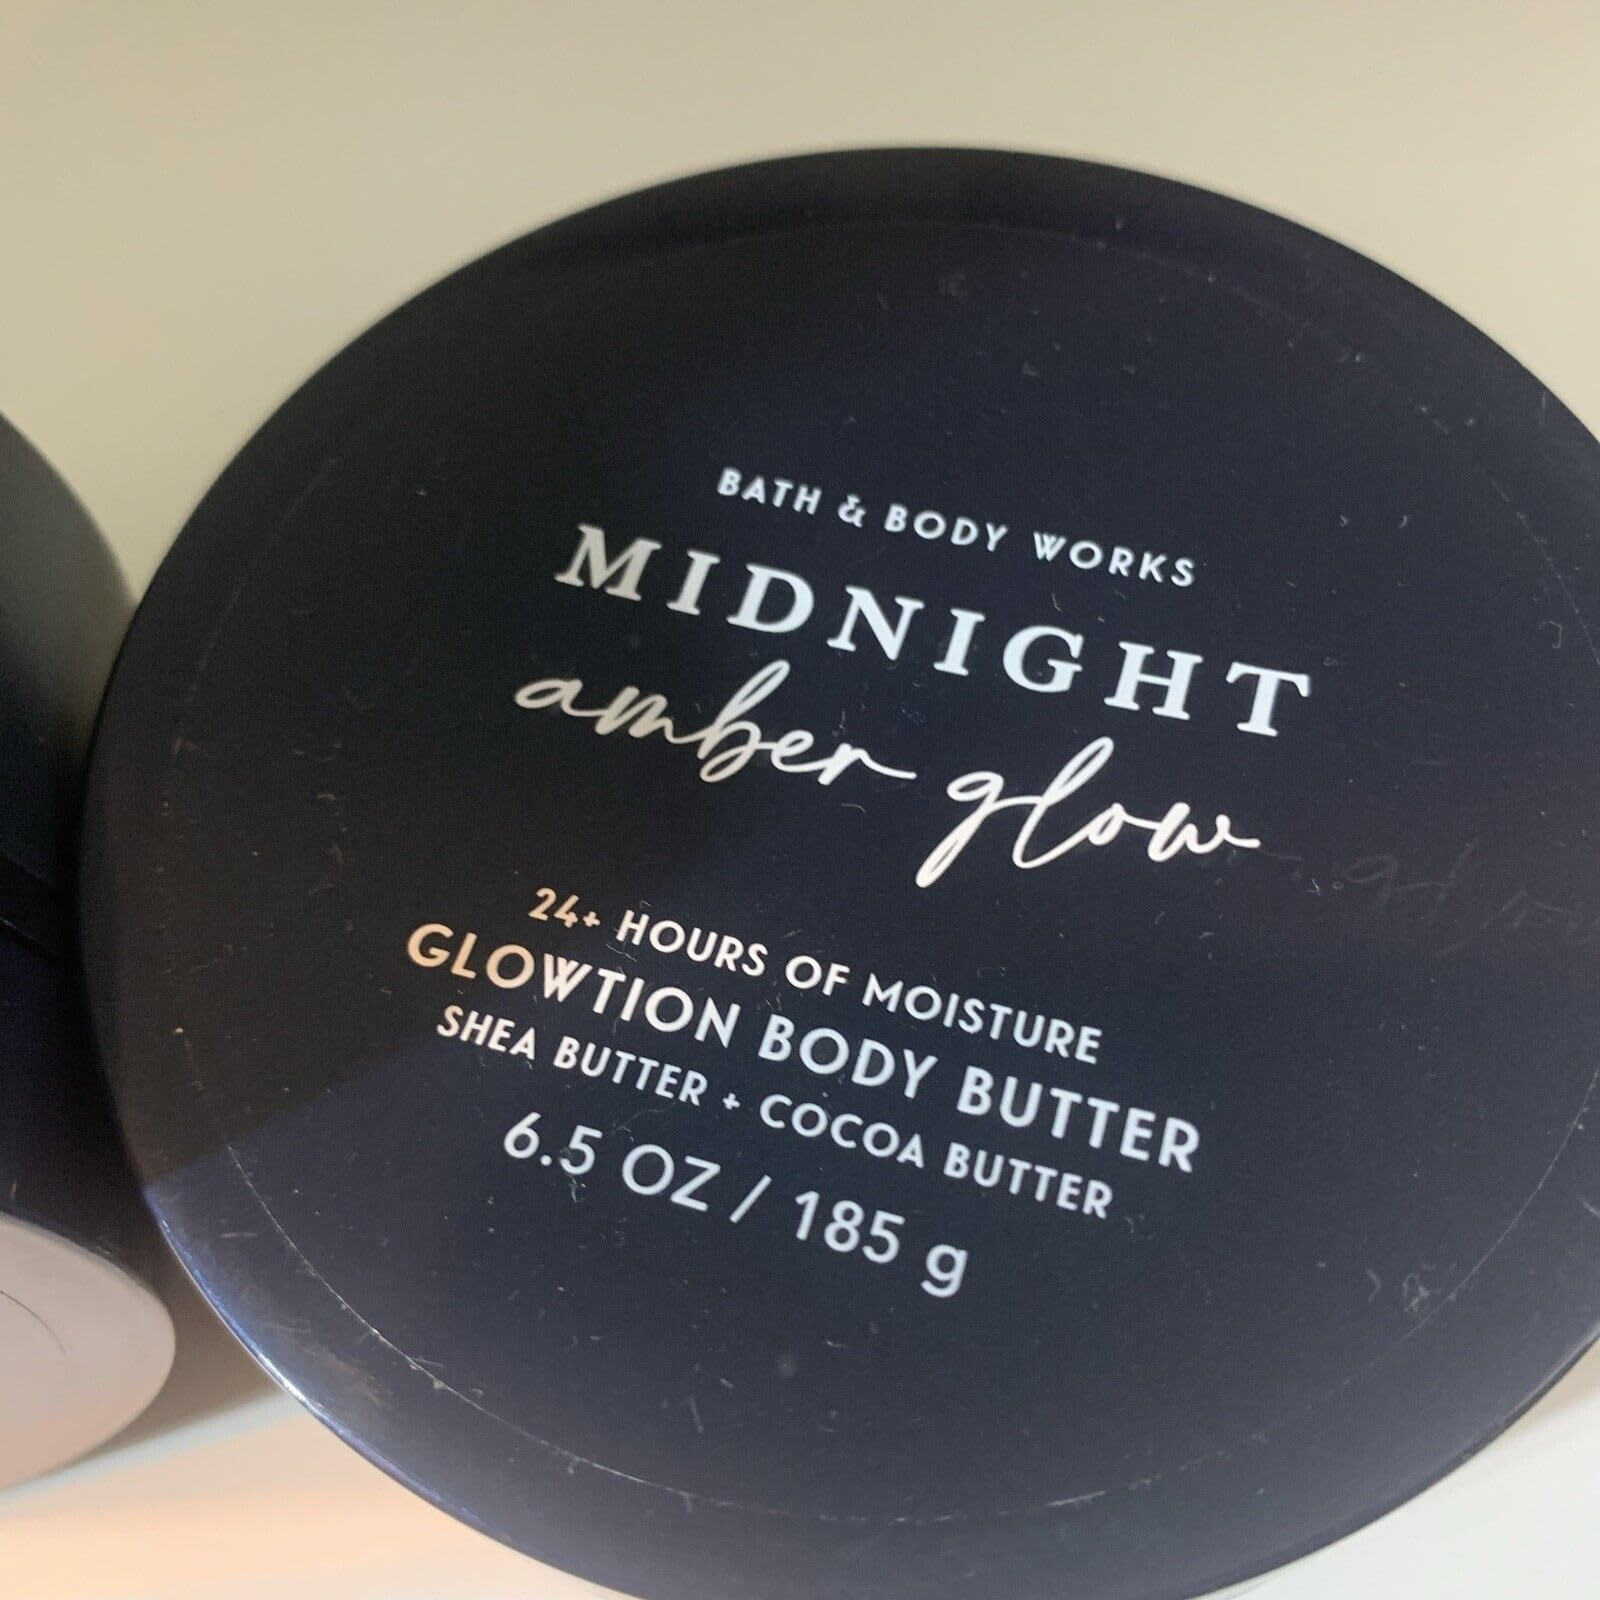 BATH & BODY WORKS
MIDNIGHT
amber glow
24+ HOURS OF MOISTURE
GLOWTION BODY BUTTER
SHEA BUTTER + COCOA BUTTER
6.5 OZ / 185 g